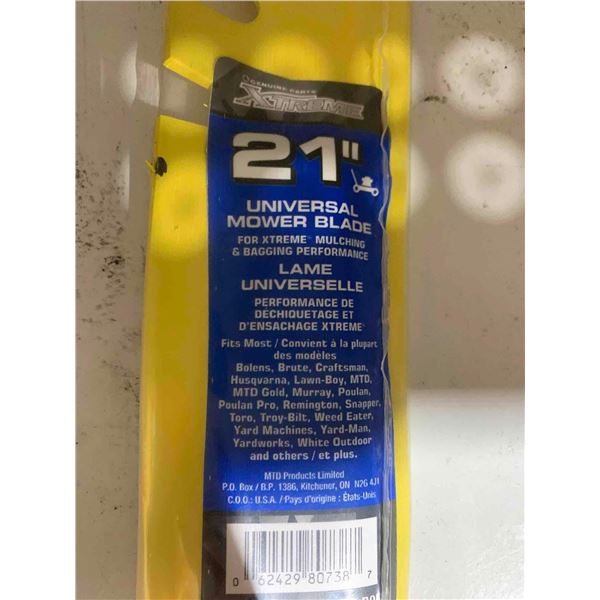 GENUINE PARTS
XTREME
21"
UNIVERSAL
MOWER BLADE
FOR XTREME™ MULCHING
& BAGGING PERFORMANCE
LAME
UNIVERSELLE
PERFORMANCE DE
DÉCHIQUETAGE ET
D'ENSACHAGE XTREME™
Fits Most / Convient à la plupart
des modèles
Bolens, Brute, Craftsman,
Husqvarna, Lawn-Boy, MTD,
MTD Gold, Murray, Poulan,
Poulan Pro, Remington, Snapper,
Toro, Troy-Bilt, Weed Eater,
Yard Machines, Yard-Man,
Yardworks, White Outdoor
and others / et plus.
MTD Products Limited
P.O. Box / B.P. 1386, Kitchener, ON N2G 4J1
C.O.O.: U.S.A. / Pays d'origine : États-Unis
0 62429 80738 7